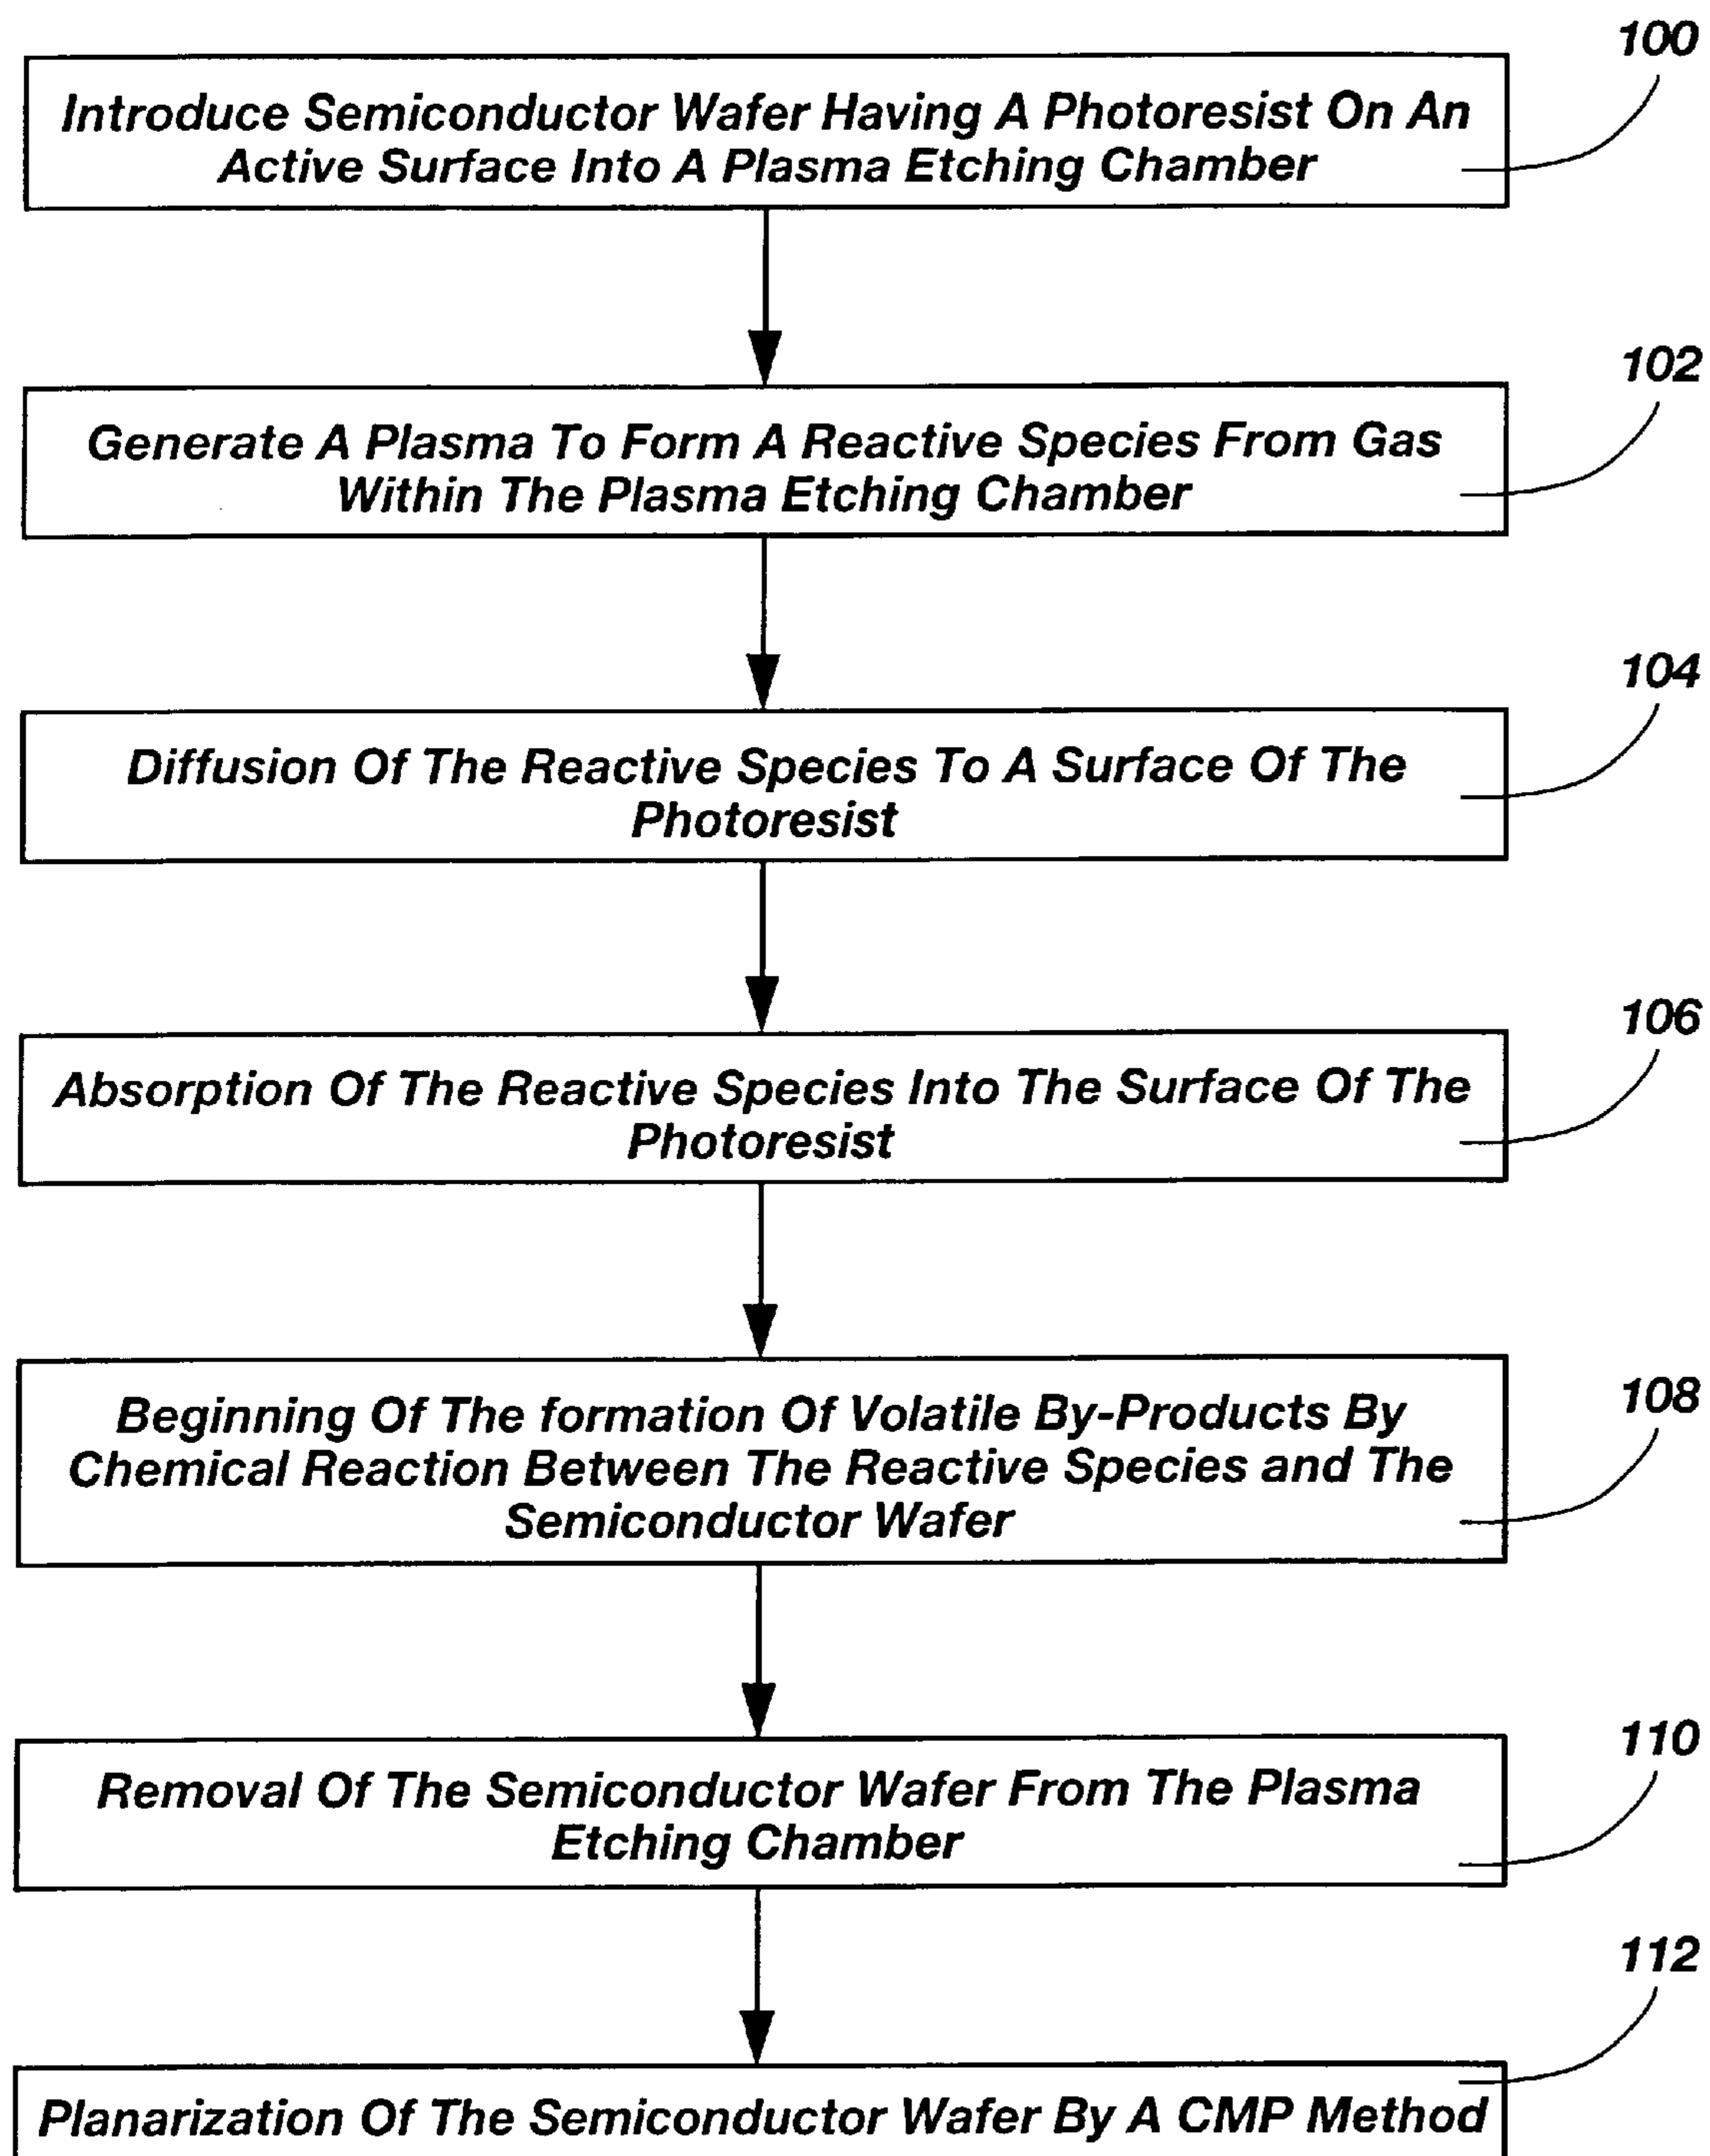 100
Introduce Semiconductor Wafer Having A Photoresist On An
Active Surface Into A Plasma Etching Chamber
102
Generate A Plasma To Form A Reactive Species From Gas
Within The Plasma Etching Chamber
104
Diffusion Of The Reactive Species To A Surface Of The
Photoresist
106
Absorption Of The Reactive Species Into The Surface Of The
Photoresist
108
Beginning Of The formation Of Volatile By-Products By
Chemical Reaction Between The Reactive Species and The
Semiconductor Wafer
110
Removal Of The Semiconductor Wafer From The Plasma
Etching Chamber
112
Planarization Of The Semiconductor Wafer By A CMP Method